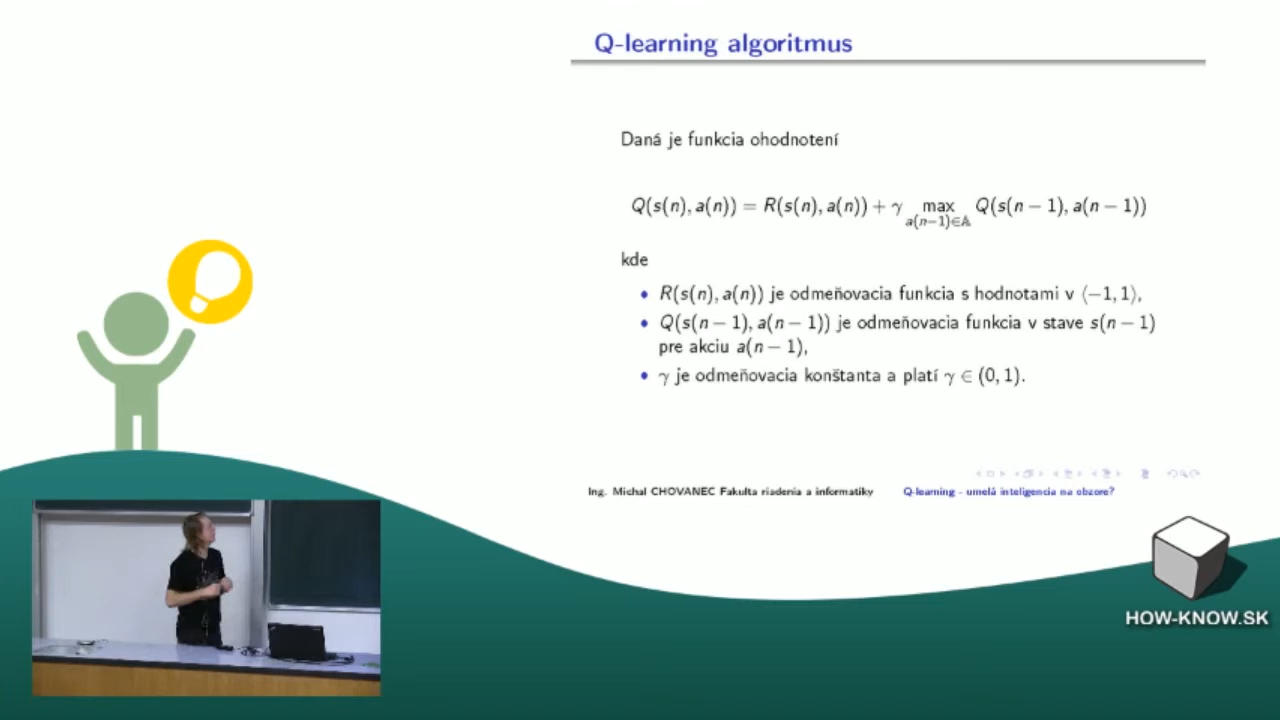 Q-learning algoritmus
Daná je funkcia ohodnotení
Q(s(n), a(n)) = R(s(n), a(n)) + γ max Q(s(n − 1), a(n − 1))
a(n−1)∈𝔸
kde
• R(s(n), a(n)) je odmeňovacia funkcia s hodnotami v ⟨−1, 1⟩,
• Q(s(n − 1), a(n − 1)) je odmeňovacia funkcia v stave s(n − 1)
pre akciu a(n − 1),
• γ je odmeňovacia konštanta a platí γ ∈ (0, 1).
Ing. Michal CHOVANEC Fakulta riadenia a informatiky Q-learning - umelá inteligencia na obzore?
HOW-KNOW.SK